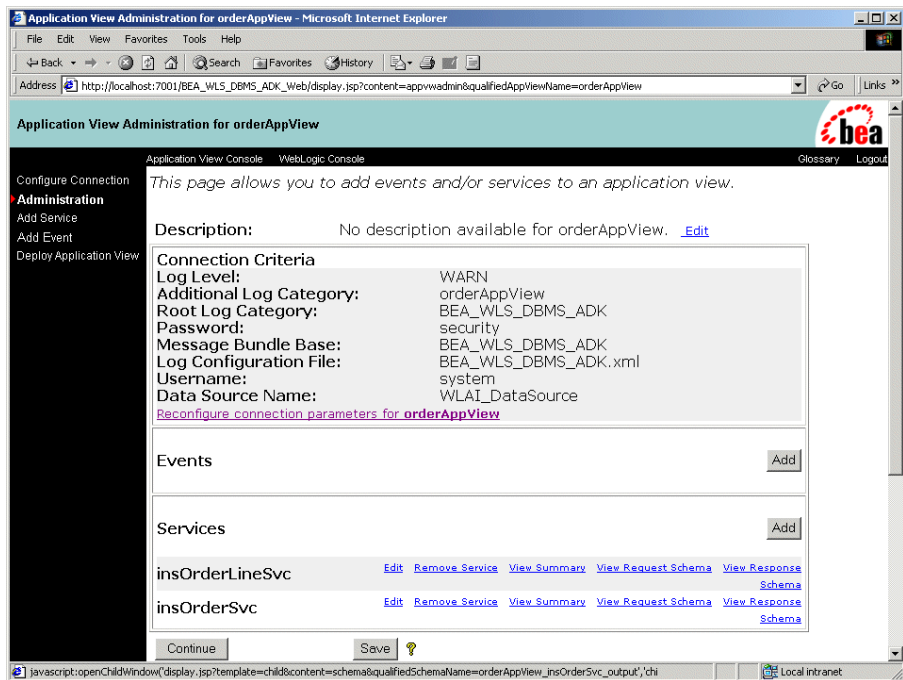 Application View Administration for orderAppView - Microsoft Internet Explorer
File Edit View Favorites Tools Help
Back Search Favorites History
Address http://localhost:7001/BEA_WLS_DBMS_ADK_Web/display.jsp?content=appvwadmin&qualifiedAppViewName=orderAppView Go Links »
Application View Administration for orderAppView
bea
Application View Console WebLogic Console Glossary Logout
Configure Connection
Administration
Add Service
Add Event
Deploy Application View
This page allows you to add events and/or services to an application view.
Description: No description available for orderAppView. Edit
Connection Criteria
Log Level: WARN
Additional Log Category: orderAppView
Root Log Category: BEA_WLS_DBMS_ADK
Password: security
Message Bundle Base: BEA_WLS_DBMS_ADK
Log Configuration File: BEA_WLS_DBMS_ADK.xml
Username: system
Data Source Name: WLAI_DataSource
Reconfigure connection parameters for orderAppView
Events Add
Services Add
insOrderLineSvc Edit Remove Service View Summary View Request Schema View Response
Schema
insOrderSvc Edit Remove Service View Summary View Request Schema View Response
Schema
Continue Save ?
javascript:openChildWindow('display.jsp?template=child&content=schema&qualifiedSchemaName=orderAppView_insOrderSvc_output','chi Local intranet